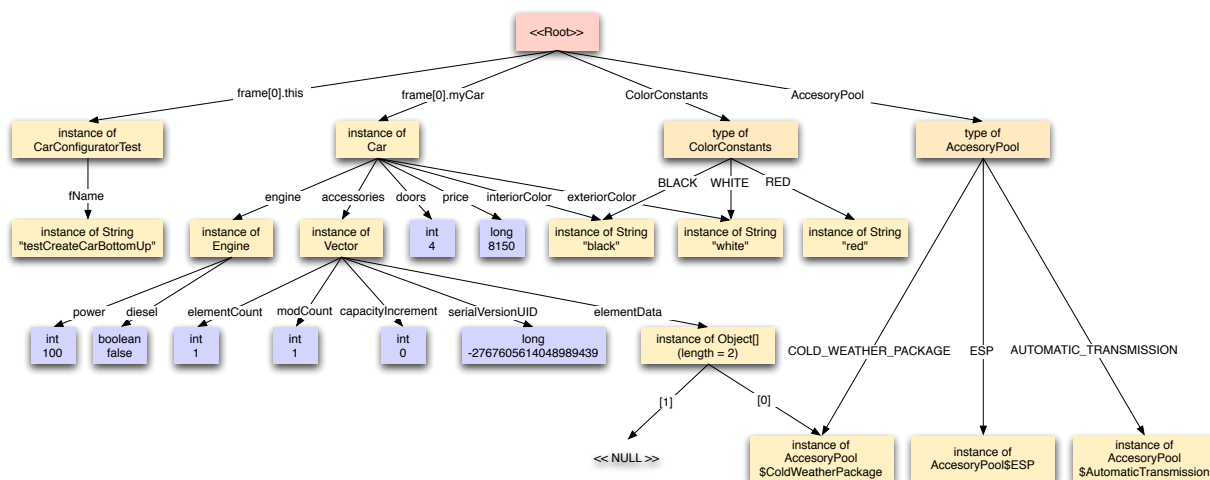 <<Root>>
frame[0].this
frame[0].myCar
ColorConstants
AccesoryPool
instance of
CarConfiguratorTest
instance of
Car
type of
ColorConstants
type of
AccesoryPool
fName
engine
accessories
doors
price
interiorColor
exteriorColor
BLACK
WHITE
RED
instance of String
"testCreateCarBottomUp"
instance of
Engine
instance of
Vector
int
4
long
8150
instance of String
"black"
instance of String
"white"
instance of String
"red"
power
diesel
elementCount
modCount
capacityIncrement
serialVersionUID
elementData
int
100
boolean
false
int
1
int
1
int
0
long
-2767605614048989439
instance of Object[]
(length = 2)
COLD_WEATHER_PACKAGE
ESP
AUTOMATIC_TRANSMISSION
[1]
[0]
<< NULL >>
instance of
AccesoryPool
$ColdWeatherPackage
instance of
AccesoryPool$ESP
instance of
AccesoryPool
$AutomaticTransmission